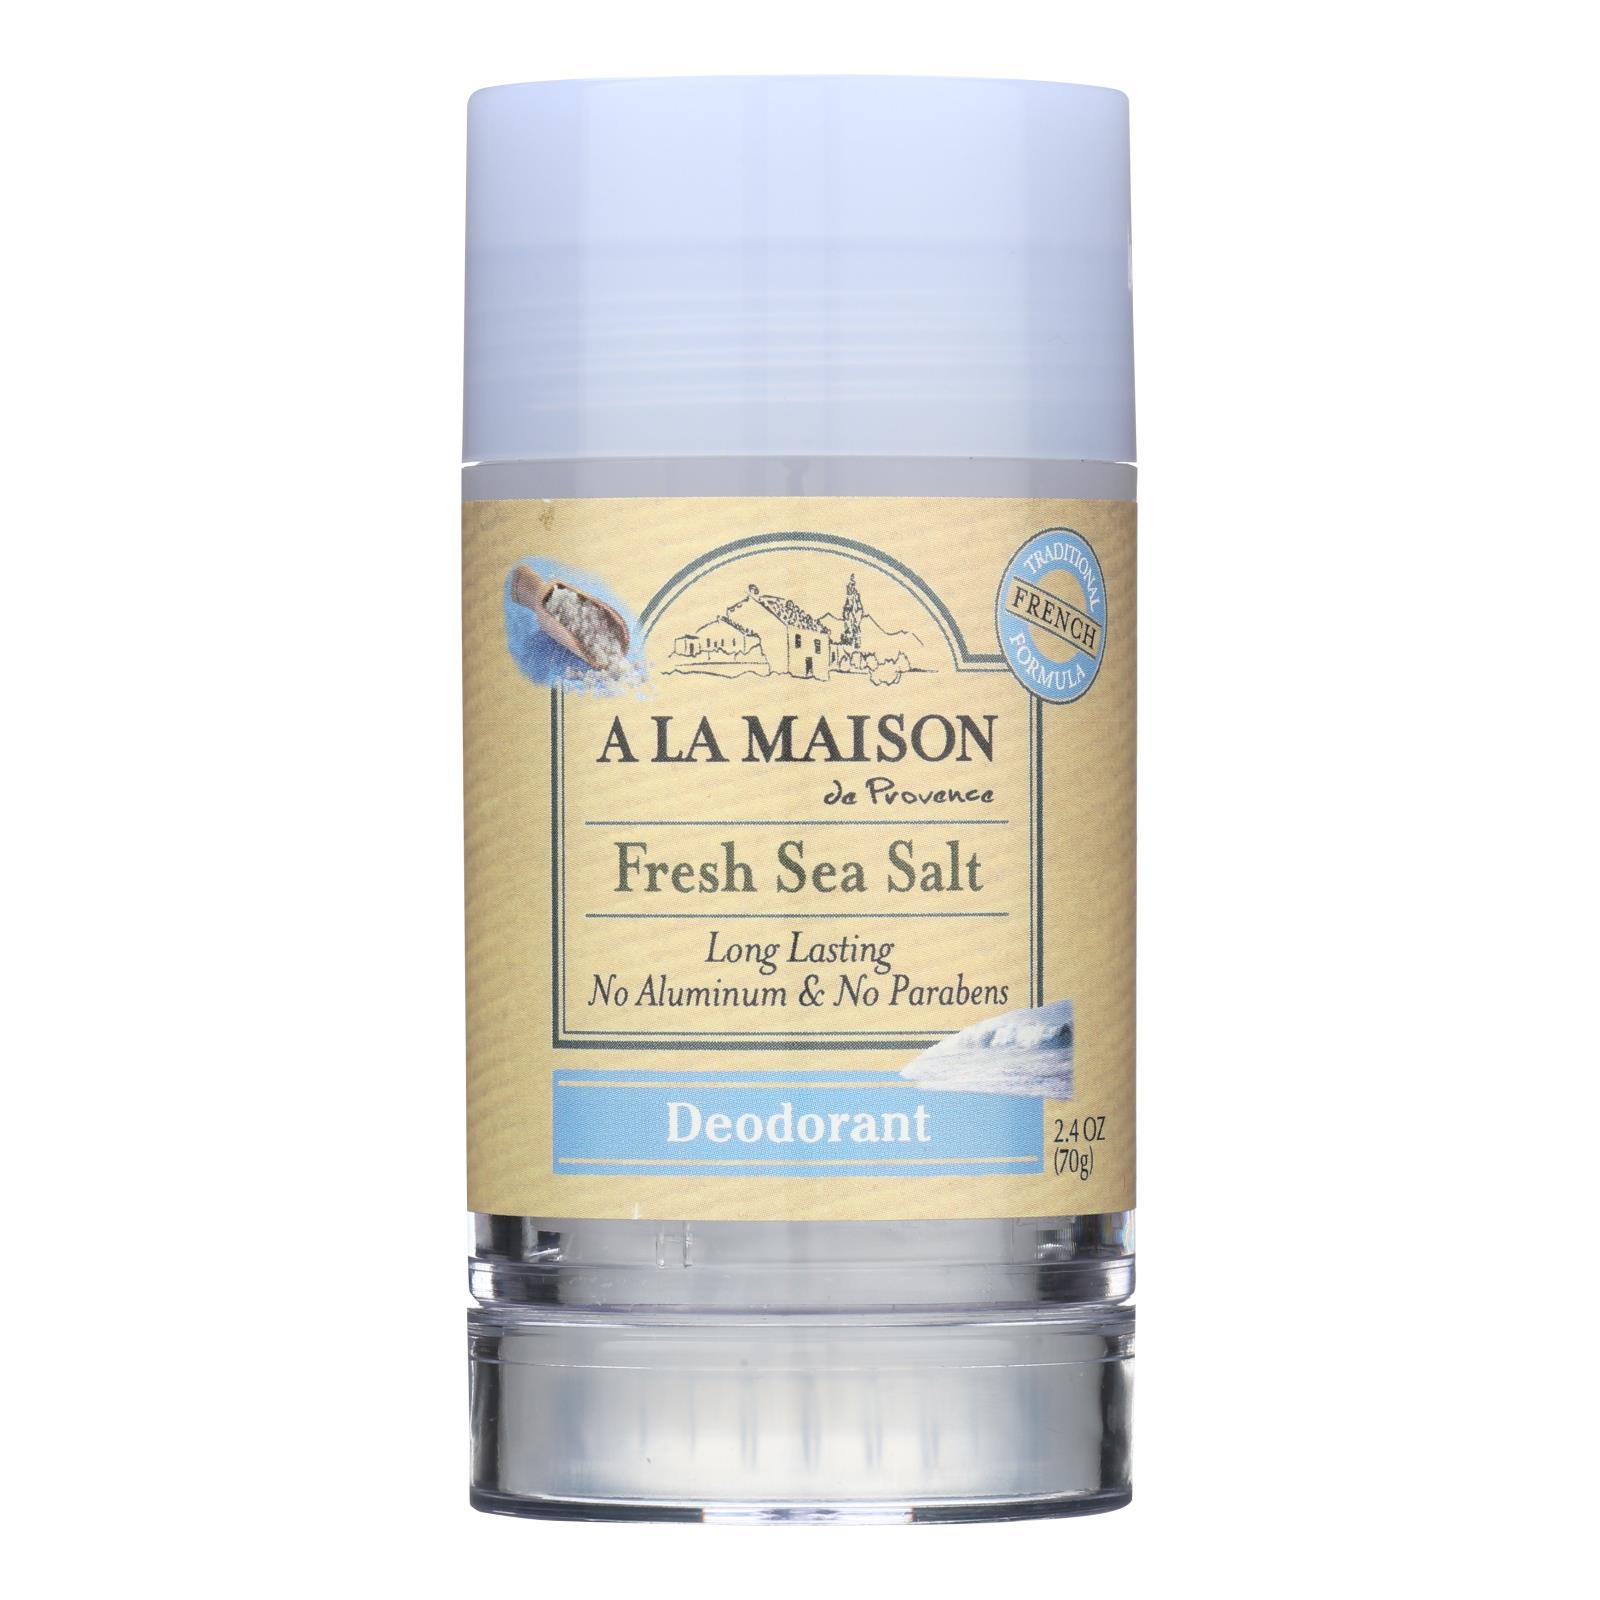 TRADITIONAL
FRENCH
FORMULA
A LA MAISON
de Provence
Fresh Sea Salt
Long Lasting
No Aluminum & No Parabens
Deodorant
2.4 OZ
(70g)